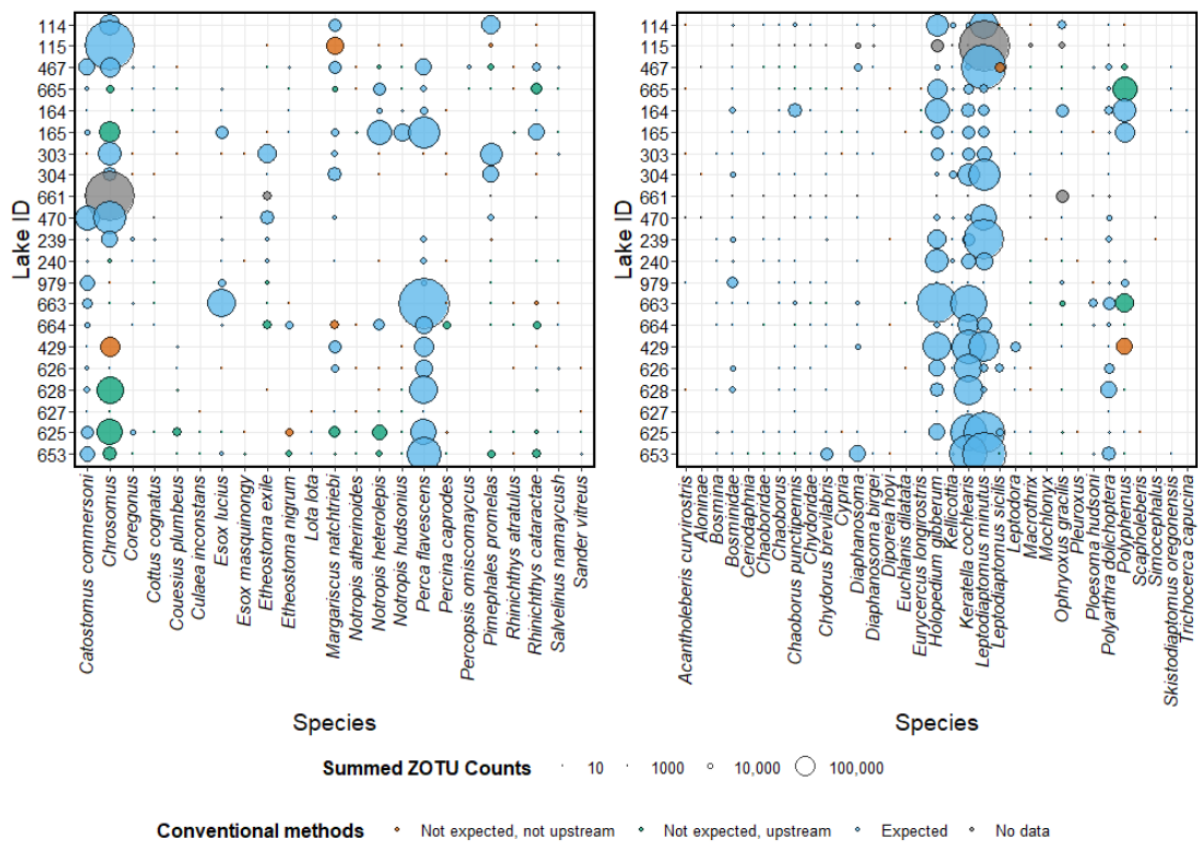 Lake ID
114
115
467
665
164
165
303
304
661
470
239
240
979
663
664
429
626
628
627
625
653
Catostomus commerssoni
Chrosomus
Coregonus
Cottus cognatus
Couesius plumbeus
Culaea inconstans
Esox lucius
Esox masquinongy
Etheostoma exile
Etheostoma nigrum
Lota lota
Margariscus natchtriebi
Notropis atherinoides
Notropis heterolepis
Notropis hudsonius
Perca flavescens
Percina caprodes
Percopsis omiscomaycus
Pimephales promelas
Rhinichthys atratulus
Rhinichthys cataractae
Salvelinus namaycush
Sander vitreus
Species
Lake ID
114
115
467
665
164
165
303
304
661
470
239
240
979
663
664
429
626
628
627
625
653
Acantholeberis curvirostris
Aloninae
Bosmina
Bosminidae
Ceriodaphnia
Chaoboridae
Chaoborus
Chaoborus punctipennis
Chydoridae
Chydorus brevilabris
Cypria
Diaphanosoma
Diaphanosoma birgei
Diporeia hoyi
Euchlanis dilatata
Eurycercus longirostris
Holopedium gibberum
Kellicottia
Keratella cochlearis
Leptodiaptomus minutus
Leptodiaptomus sicilis
Leptodora
Macrothrix
Mochlonyx
Ophryoxus gracilis
Pleuroxus
Ploesoma hudsoni
Polyarthra dolichoptera
Polyphemus
Scapholeberis
Simocephalus
Skistodiaptomus oregonensis
Trichocerca capucina
Species
Summed ZOTU Counts 10 1000 10,000 100,000
Conventional methods Not expected, not upstream Not expected, upstream Expected No data